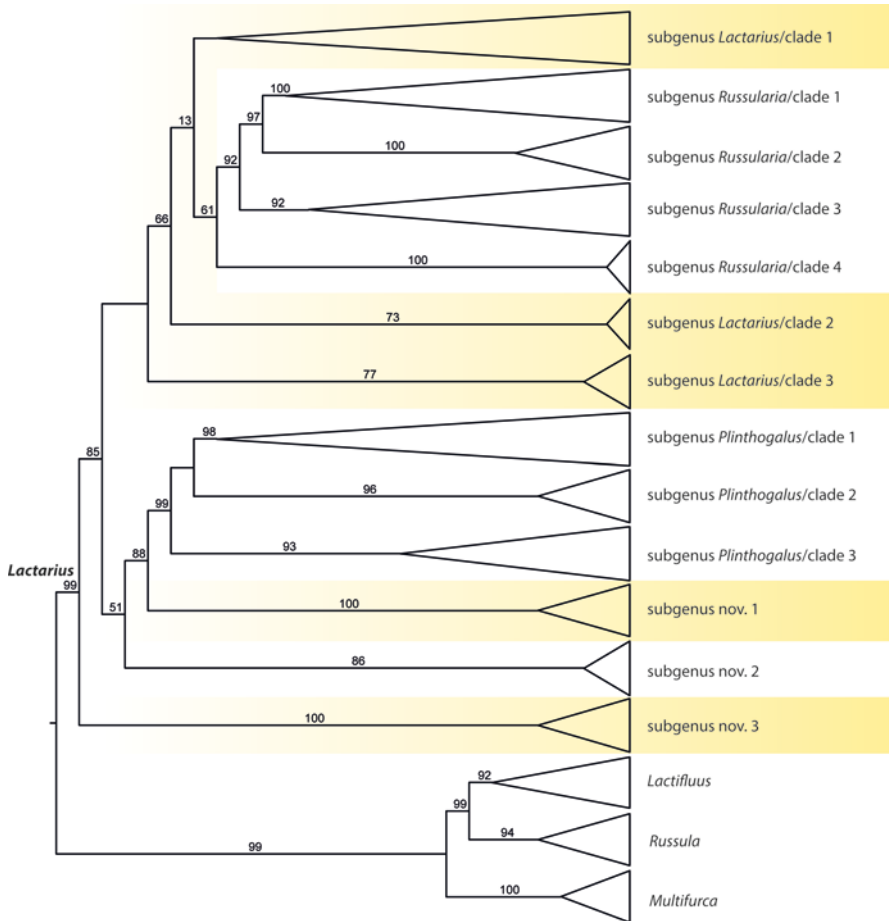 subgenus Lactarius/clade 1
100
subgenus Russularia/clade 1
97
13
100
subgenus Russularia/clade 2
92
92
subgenus Russularia/clade 3
61
66
100
subgenus Russularia/clade 4
73
subgenus Lactarius/clade 2
77
subgenus Lactarius/clade 3
98
subgenus Plinthogalus/clade 1
85
96
subgenus Plinthogalus/clade 2
99
93
subgenus Plinthogalus/clade 3
88
Lactarius
99
100
subgenus nov. 1
51
86
subgenus nov. 2
100
subgenus nov. 3
92
Lactifluus
99
94
Russula
99
100
Multifurca